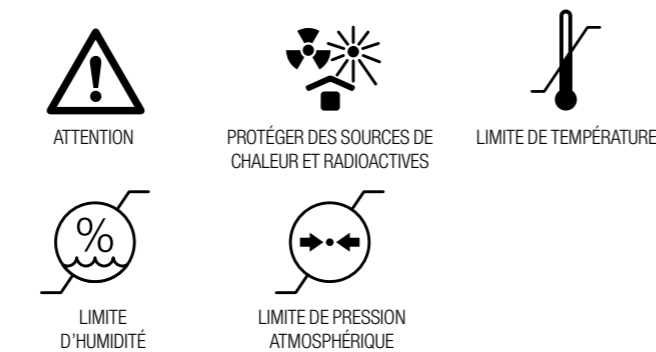 ATTENTION
PROTÉGER DES SOURCES DE
CHALEUR ET RADIOACTIVES
LIMITE DE TEMPÉRATURE
%
LIMITE
D'HUMIDITÉ
LIMITE DE PRESSION
ATMOSPHÉRIQUE